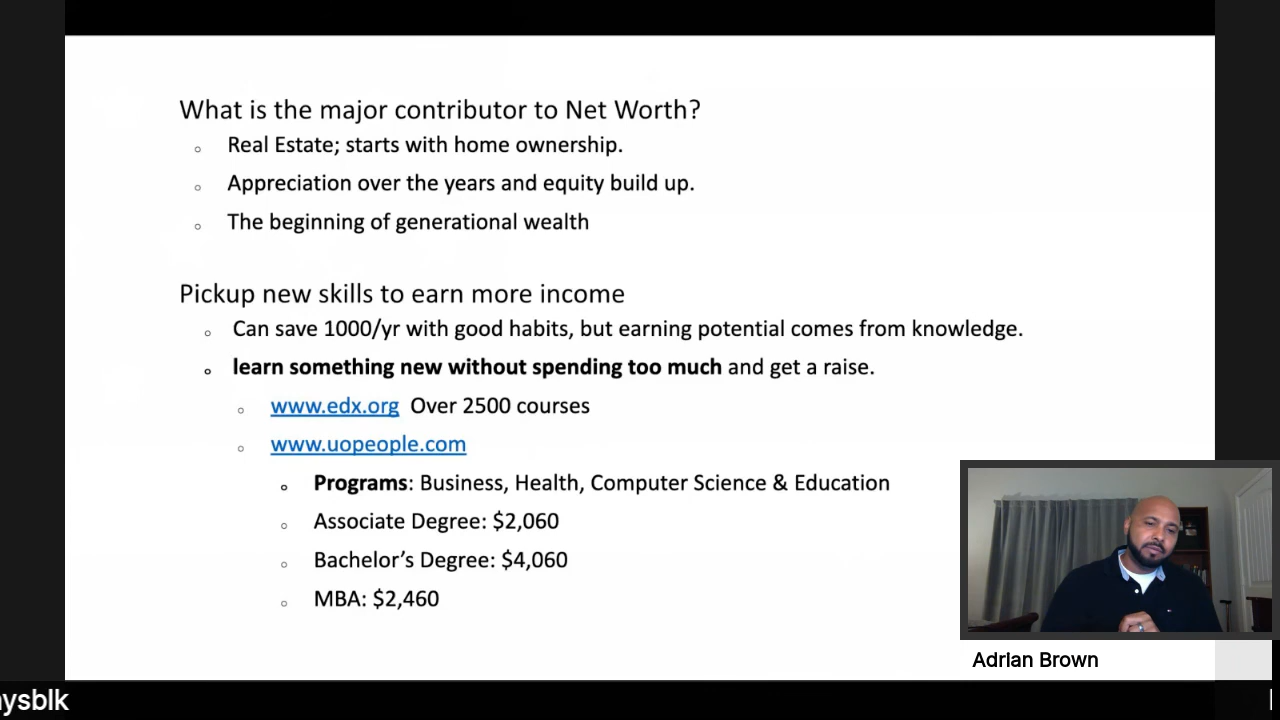 What is the major contributor to Net Worth?
Real Estate; starts with home ownership.
Appreciation over the years and equity build up.
The beginning of generational wealth
Pickup new skills to earn more income
Can save 1000/yr with good habits, but earning potential comes from knowledge.
learn something new without spending too much and get a raise.
www.edx.org Over 2500 courses
www.uopeople.com
Programs: Business, Health, Computer Science & Education
Associate Degree: $2,060
Bachelor’s Degree: $4,060
MBA: $2,460
Adrian Brown